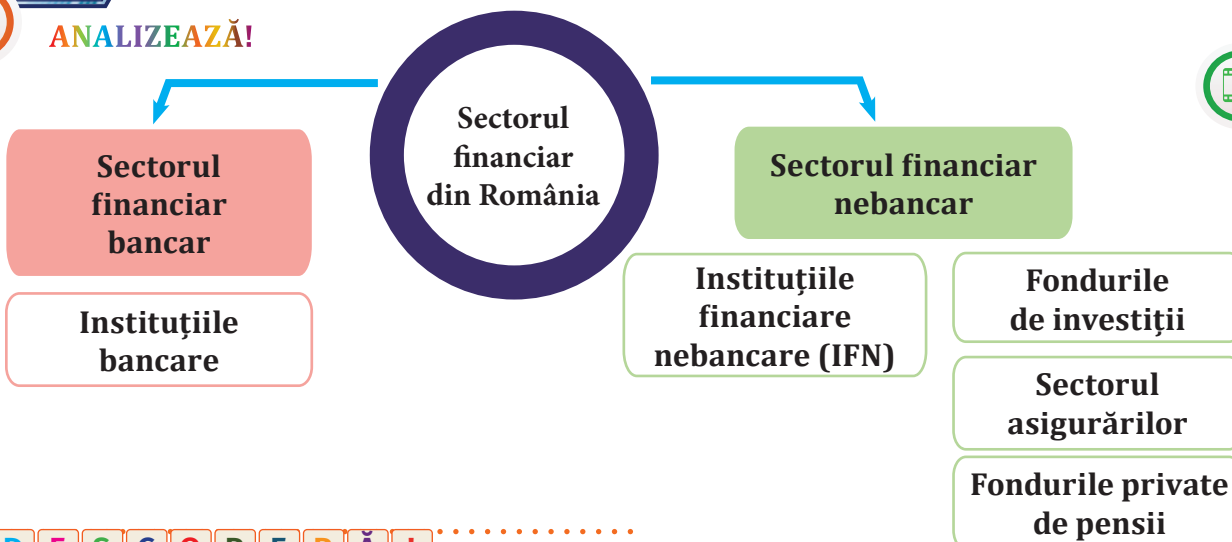 ANALIZEAZĂ!
Sectorul
financiar
din România
Sectorul
financiar
bancar
Instituțiile
bancare
Sectorul financiar
nebancar
Instituțiile
financiare
nebancare (IFN)
Fondurile
de investiții
Sectorul
asigurărilor
Fondurile private
de pensii
DESCOPERĂ!